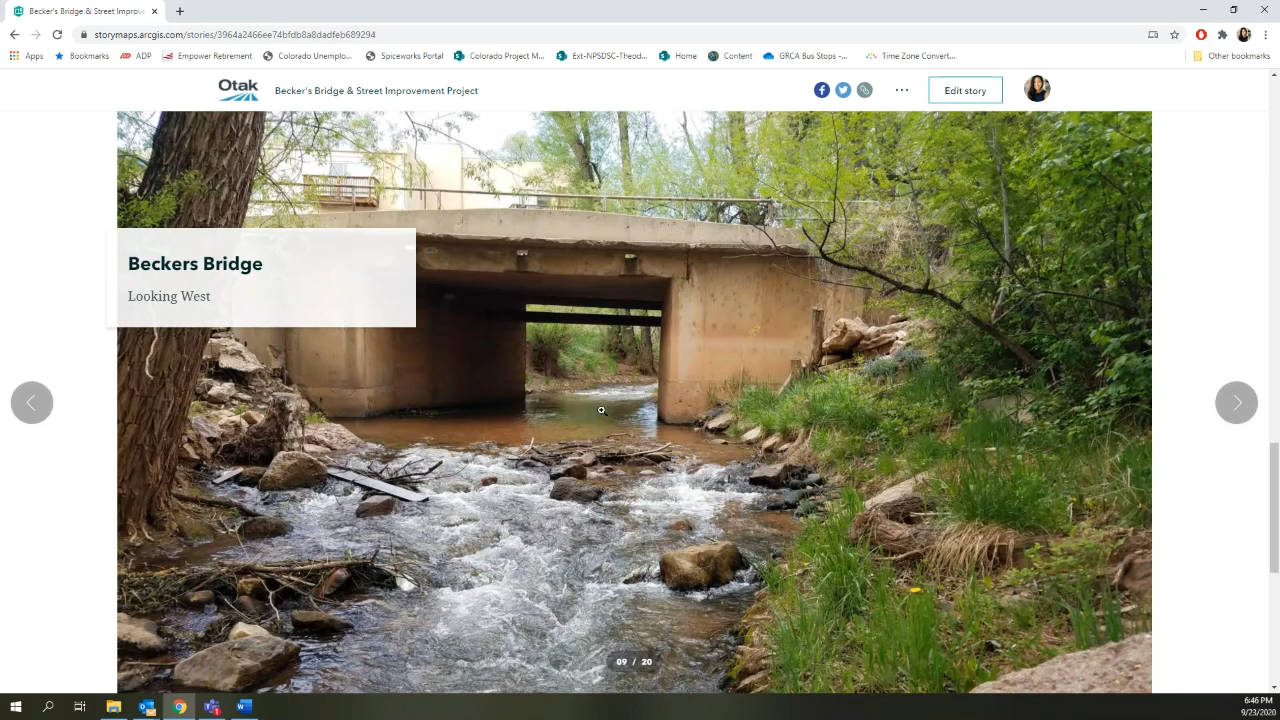 Becker's Bridge & Street Improve
storymaps.arcgis.com/stories/3964a2466ee74bfdb8a8dadfeb689294
Apps
Bookmarks
ADP
Empower Retirement
Colorado Unemplo...
Spiceworks Portal
Colorado Project M...
Ext-NPSDSC-Theod...
Home
Content
GRCA Bus Stops -...
Time Zone Convert...
Other bookmarks
Otak
Becker's Bridge & Street Improvement Project
Edit story
Beckers Bridge
Looking West
09 / 20
6:46 PM
9/23/2020